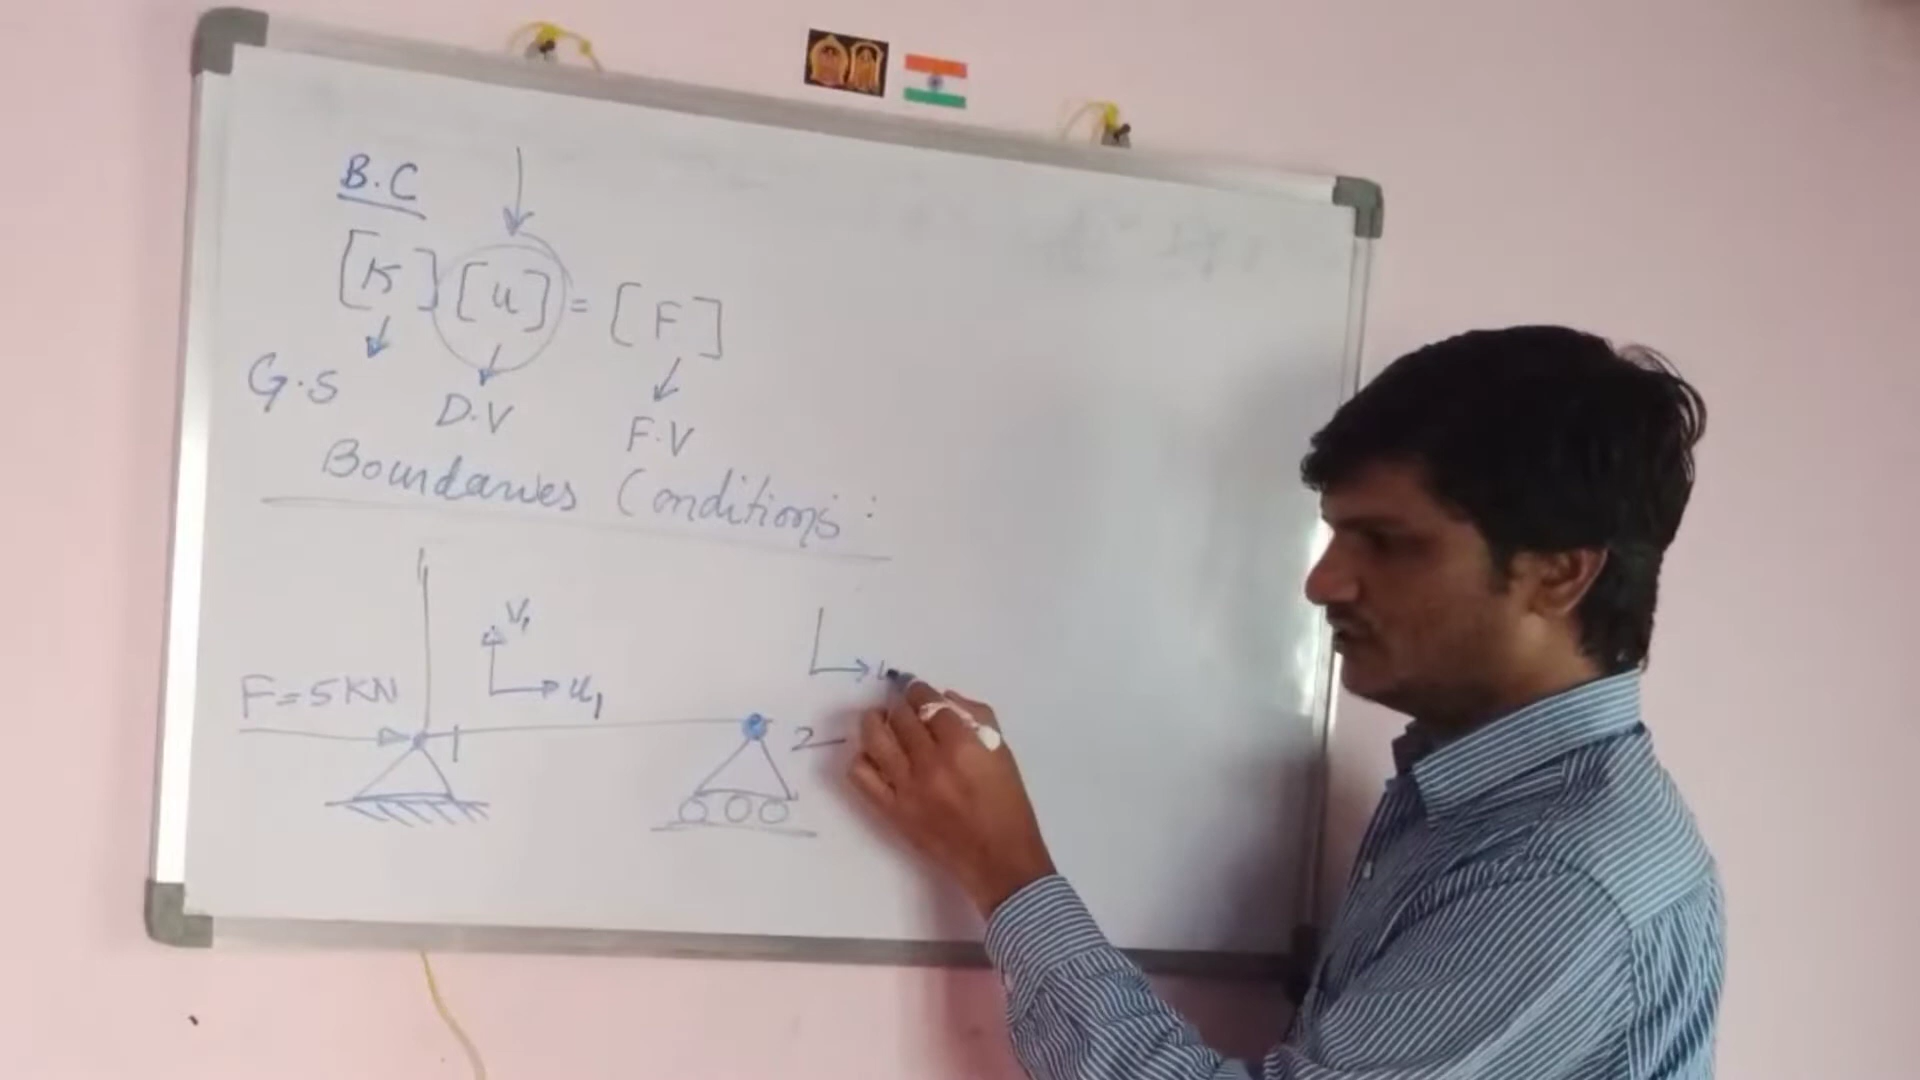 B.C
[K] [u] = [F]
G.S D.V F.V
Boundaries Conditions:
V₁
F=5KN u₁
1 2